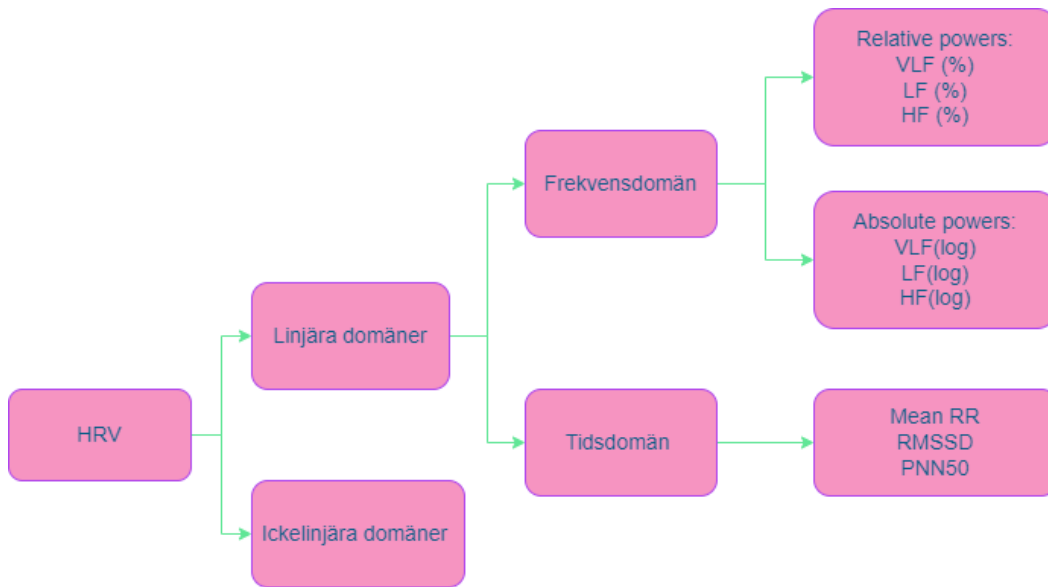 HRV
Linjära domäner
Ickelinjära domäner
Frekvensdomän
Tidsdomän
Relative powers:
VLF (%)
LF (%)
HF (%)
Absolute powers:
VLF(log)
LF(log)
HF(log)
Mean RR
RMSSD
PNN50